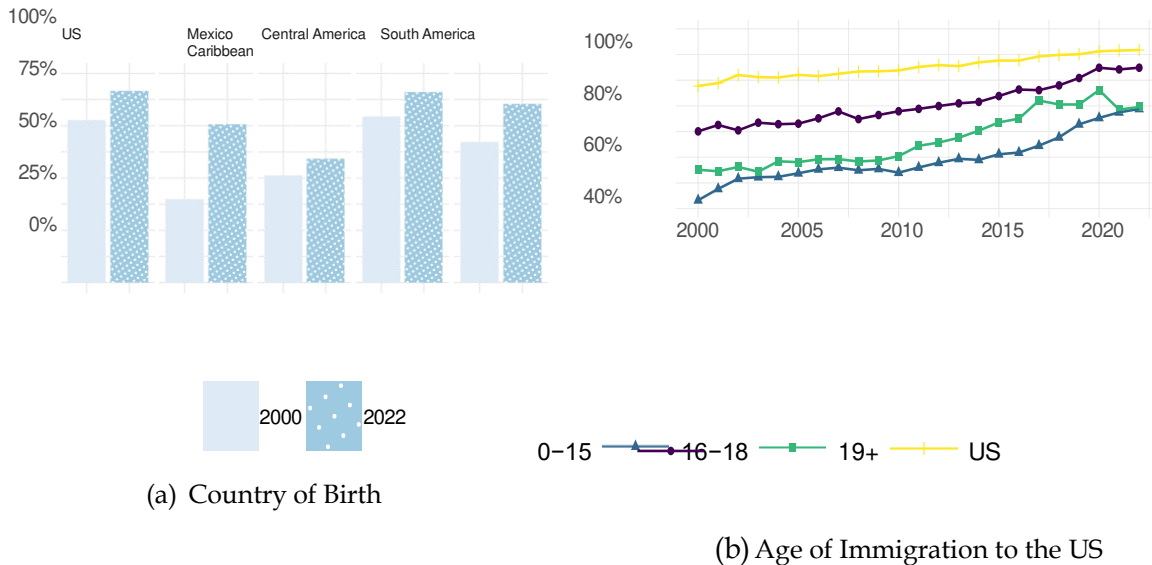 100%
US Mexico Central America South America
Caribbean
75%
50%
25%
0%
2000 2022
(a) Country of Birth
100%
80%
60%
40%
2000 2005 2010 2015 2020
0−15 16−18 19+ US
(b) Age of Immigration to the US